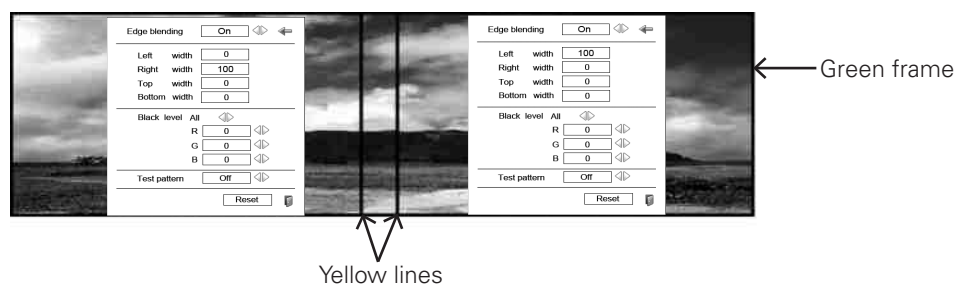 Edge blending On
Left width 0
Right width 100
Top width 0
Bottom width 0
Black level All
R 0
G 0
B 0
Test pattern Off
Reset
Edge blending On
Left width 100
Right width 0
Top width 0
Bottom width 0
Black level All
R 0
G 0
B 0
Test pattern Off
Reset
Green frame
Yellow lines